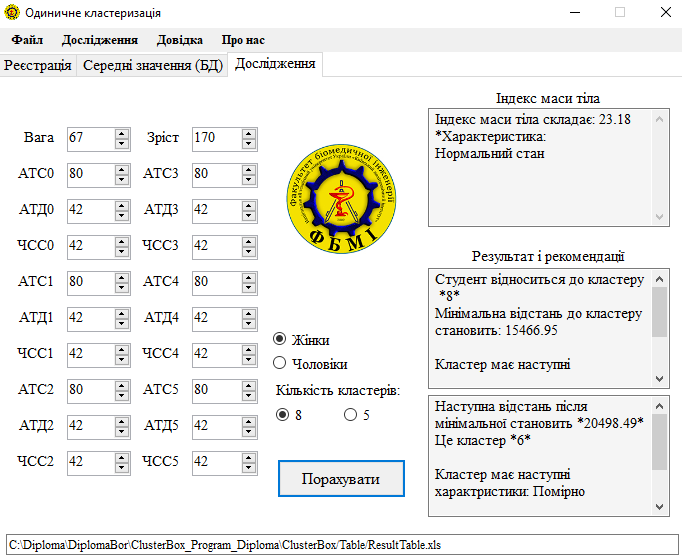 Одиничне кластеризація
Файл Дослідження Довідка Про нас
Реєстрація Середні значення (БД) Дослідження
Вага 67 Зріст 170
АТС0 80 АТС3 80
АТД0 42 АТД3 42
ЧСС0 42 ЧСС3 42
АТС1 80 АТС4 80
АТД1 42 АТД4 42
ЧСС1 42 ЧСС4 42
АТС2 80 АТС5 80
АТД2 42 АТД5 42
ЧСС2 42 ЧСС5 42
Факультет біомедичної інженерії
ФБМІ
Жінки
Чоловіки
Кількість кластерів:
8 5
Порахувати
Індекс маси тіла
Індекс маси тіла складає: 23.18
*Характеристика:
Нормальний стан
Результат і рекомендації
Студент відноситься до кластеру
*8*
Мінімальна відстань до кластеру
становить: 15466.95
Кластер має наступні
Наступна відстань після
мінімальної становить *20498.49*
Це кластер *6*
Кластер має наступні
характристики: Помірно
C:\Diploma\DiplomaBor\ClusterBox_Program_Diploma\ClusterBox/Table/ResultTable.xls